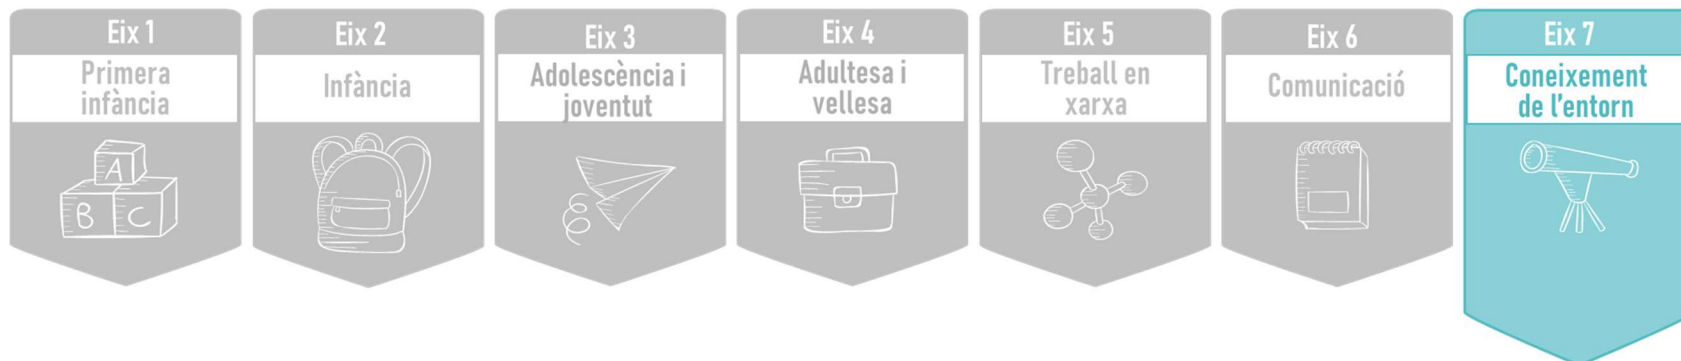 Eix 1
Primera
infància
Eix 2
Infància
Eix 3
Adolescència i
joventut
Eix 4
Adultesa i
vellesa
Eix 5
Treball en
xarxa
Eix 6
Comunicació
Eix 7
Coneixement
de l'entorn
A
B C